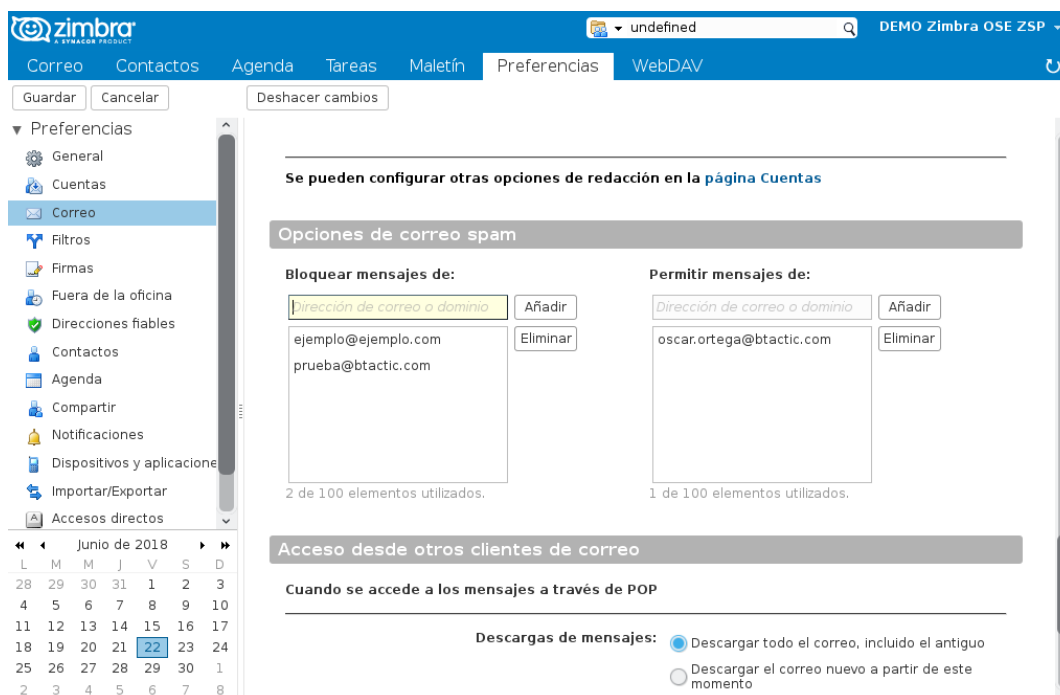 zimbra
A SYNACOR PRODUCT
undefined
DEMO Zimbra OSE ZSP
Correo Contactos Agenda Tareas Maletín Preferencias WebDAV
Guardar Cancelar Deshacer cambios
Preferencias
General
Cuentas
Correo
Filtros
Firmas
Fuera de la oficina
Direcciones fiables
Contactos
Agenda
Compartir
Notificaciones
Dispositivos y aplicacione
Importar/Exportar
Accesos directos
Junio de 2018
L M M J V S D
28 29 30 31 1 2 3
4 5 6 7 8 9 10
11 12 13 14 15 16 17
18 19 20 21 22 23 24
25 26 27 28 29 30 1
2 3 4 5 6 7 8
Se pueden configurar otras opciones de redacción en la página Cuentas
Opciones de correo spam
Bloquear mensajes de:
Dirección de correo o dominio Añadir
ejemplo@ejemplo.com Eliminar
prueba@btactic.com
2 de 100 elementos utilizados.
Permitir mensajes de:
Dirección de correo o dominio Añadir
oscar.ortega@btactic.com Eliminar
1 de 100 elementos utilizados.
Acceso desde otros clientes de correo
Cuando se accede a los mensajes a través de POP
Descargas de mensajes: Descargar todo el correo, incluido el antiguo
Descargar el correo nuevo a partir de este
momento